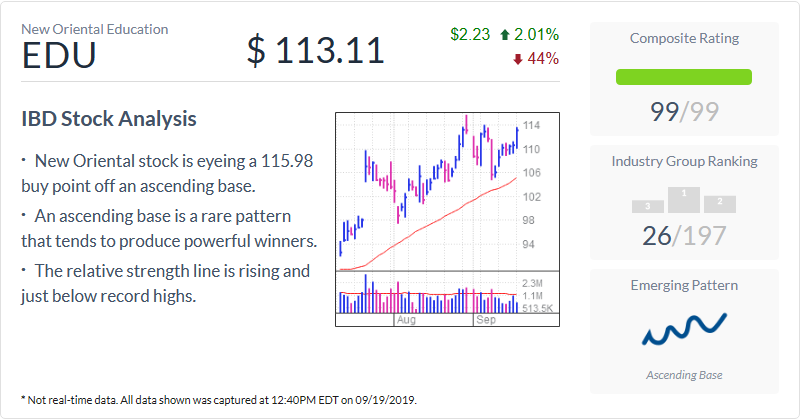 New Oriental Education
EDU
$ 113.11
$2.23 2.01%
44%
IBD Stock Analysis
· New Oriental stock is eyeing a 115.98
buy point off an ascending base.
· An ascending base is a rare pattern
that tends to produce powerful winners.
· The relative strength line is rising and
just below record highs.
114
110
106
102
98
94
2.3M
1.1M
513.5K
Aug
Sep
* Not real-time data. All data shown was captured at 12:40PM EDT on 09/19/2019.
Composite Rating
99/99
Industry Group Ranking
3 1 2
26/197
Emerging Pattern
Ascending Base